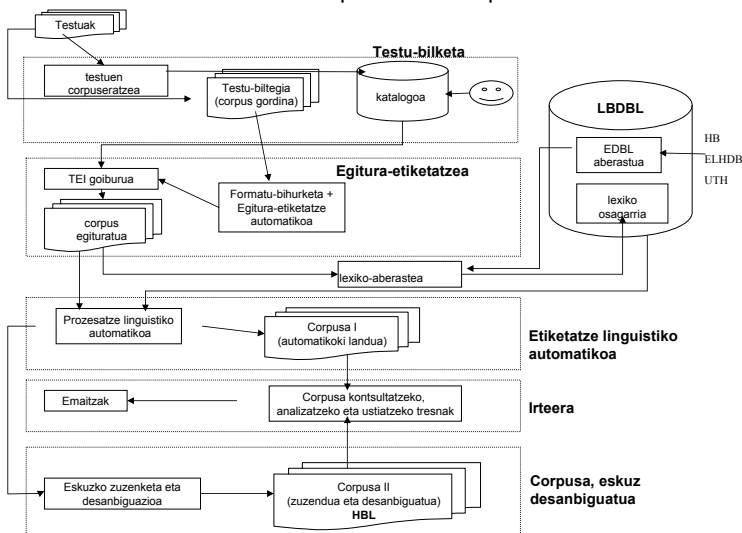 Testuak
Testu-bilketa
testuen
corpuseratzea
Testu-biltegia
(corpus gordina)
katalogoa
LBDBL
EDBL
aberastua
HB
ELHDB
UTH
lexiko
osagarria
Egitura-etiketatzea
TEI goiburua
Formatu-bihurketa +
Egitura-etiketatze
automatikoa
corpus
egituratua
lexiko-aberastea
Prozesatze linguistiko
automatikoa
Corpusa I
(automatikoki landua)
Etiketatze linguistiko
automatikoa
Emaitzak
Corpusa kontsultatzeko,
analizatzeko eta ustiatzeko tresnak
Irteera
Eskuzko zuzenketa eta
desanbiguazioa
Corpusa II
(zuzendua eta desanbiguatua)
HBL
Corpusa, eskuz
desanbiguatua